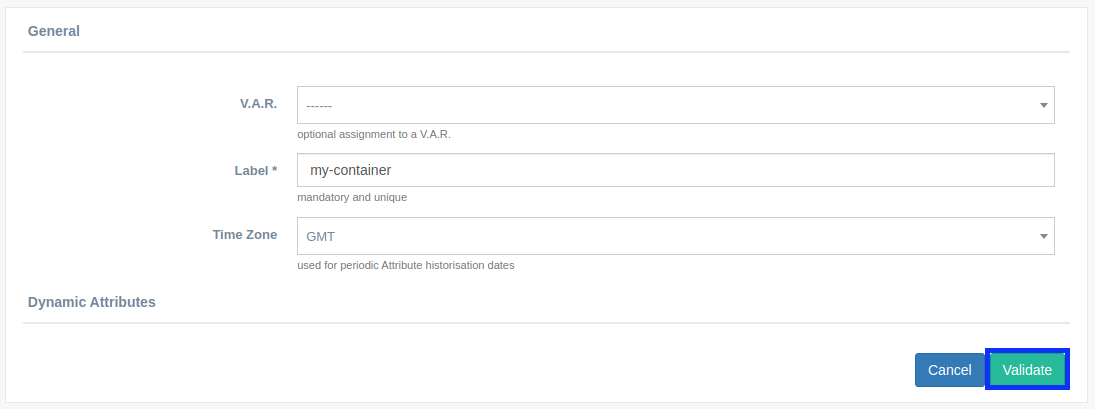 General
V.A.R.
------
optional assignment to a V.A.R.
Label *
my-container
mandatory and unique
Time Zone
GMT
used for periodic Attribute historisation dates
Dynamic Attributes
Cancel
Validate